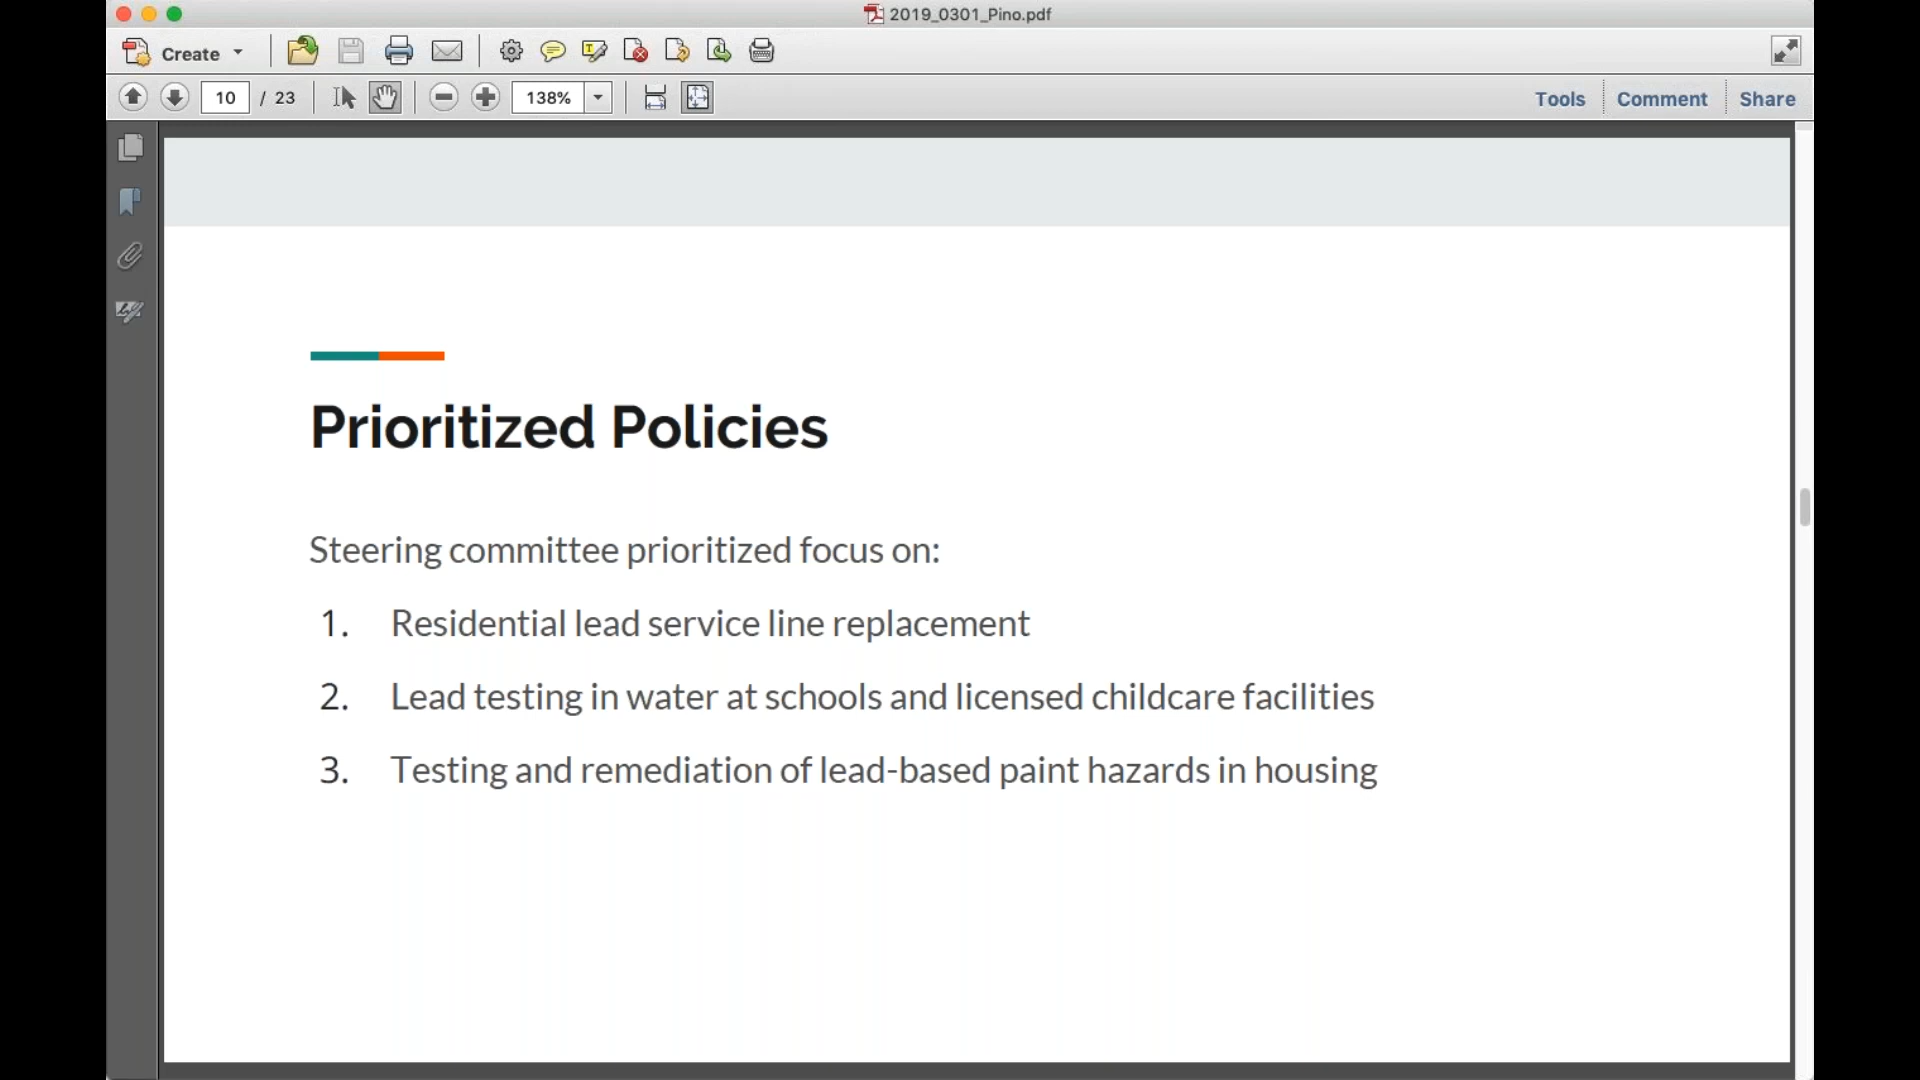 2019_0301_Pino.pdf
Create
10 / 23
138%
Tools
Comment
Share
Prioritized Policies
Steering committee prioritized focus on:
1. Residential lead service line replacement
2. Lead testing in water at schools and licensed childcare facilities
3. Testing and remediation of lead-based paint hazards in housing